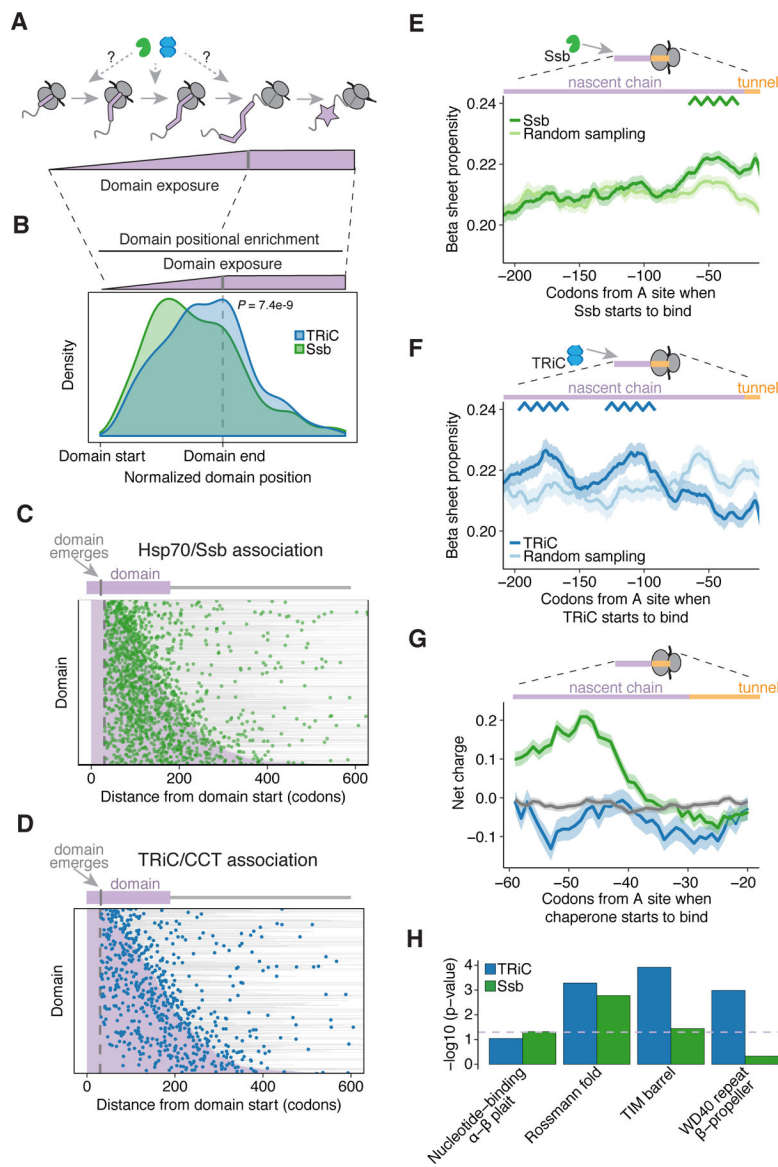 A
?
?
Domain exposure
B
Domain positional enrichment
Domain exposure
P = 7.4e-9
TRiC
Ssb
Density
Domain start
Domain end
Normalized domain position
C
domain
emerges
Hsp70/Ssb association
domain
Domain
0
200
400
600
Distance from domain start (codons)
D
domain
emerges
TRiC/CCT association
domain
Domain
0
200
400
600
Distance from domain start (codons)
E
Ssb
nascent chain
tunnel
0.24
0.22
0.20
Beta sheet propensity
Ssb
Random sampling
−200
−150
−100
−50
Codons from A site when
Ssb starts to bind
F
TRiC
nascent chain
tunnel
0.24
0.22
0.20
Beta sheet propensity
TRiC
Random sampling
−200
−150
−100
−50
Codons from A site when
TRiC starts to bind
G
nascent chain
tunnel
0.2
0.1
0.0
−0.1
Net charge
−60
−50
−40
−30
−20
Codons from A site when
chaperone starts to bind
H
−log10 (p−value)
4
3
2
1
0
TRiC
Ssb
Nucleotide−binding
α−β plait
Rossmann fold
TIM barrel
WD40 repeat
β−propeller